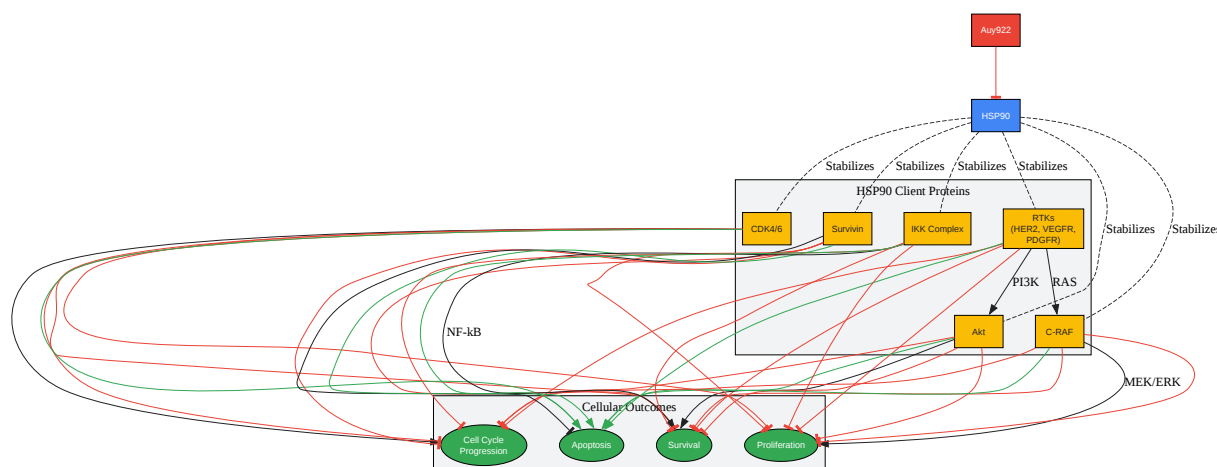 Auy922
HSP90
Stabilizes
Stabilizes
Stabilizes
Stabilizes
HSP90 Client Proteins
CDK4/6
Survivin
IKK Complex
RTKs
(HER2, VEGFR,
PDGFR)
Stabilizes
Stabilizes
PI3K
RAS
NF-kB
Akt
C-RAF
MEK/ERK
Cellular Outcomes
Cell Cycle
Progression
Apoptosis
Survival
Proliferation